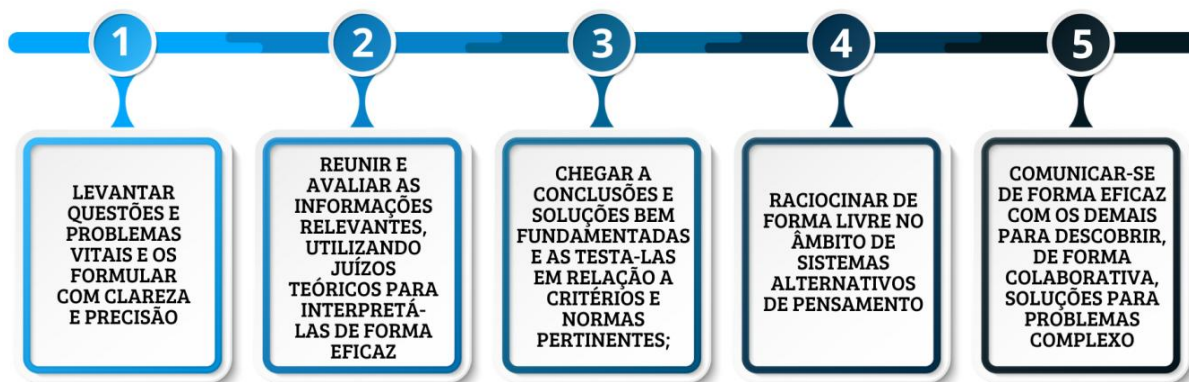 1
LEVANTAR
QUESTÕES E
PROBLEMAS
VITAIS E OS
FORMULAR
COM CLAREZA
E PRECISÃO
2
REUNIR E
AVALIAR AS
INFORMAÇÕES
RELEVANTES,
UTILIZANDO
JUÍZOS
TEÓRICOS PARA
INTERPRETÁ-
LAS DE FORMA
EFICAZ
3
CHEGAR A
CONCLUSÕES E
SOLUÇÕES BEM
FUNDAMENTADAS
E AS TESTA-LAS
EM RELAÇÃO A
CRITÉRIOS E
NORMAS
PERTINENTES;
4
RACIOCINAR DE
FORMA LIVRE NO
ÂMBITO DE
SISTEMAS
ALTERNATIVOS
DE PENSAMENTO
5
COMUNICAR-SE
DE FORMA EFICAZ
COM OS DEMAIS
PARA DESCOBRIR,
DE FORMA
COLABORATIVA,
SOLUÇÕES PARA
PROBLEMAS
COMPLEXO